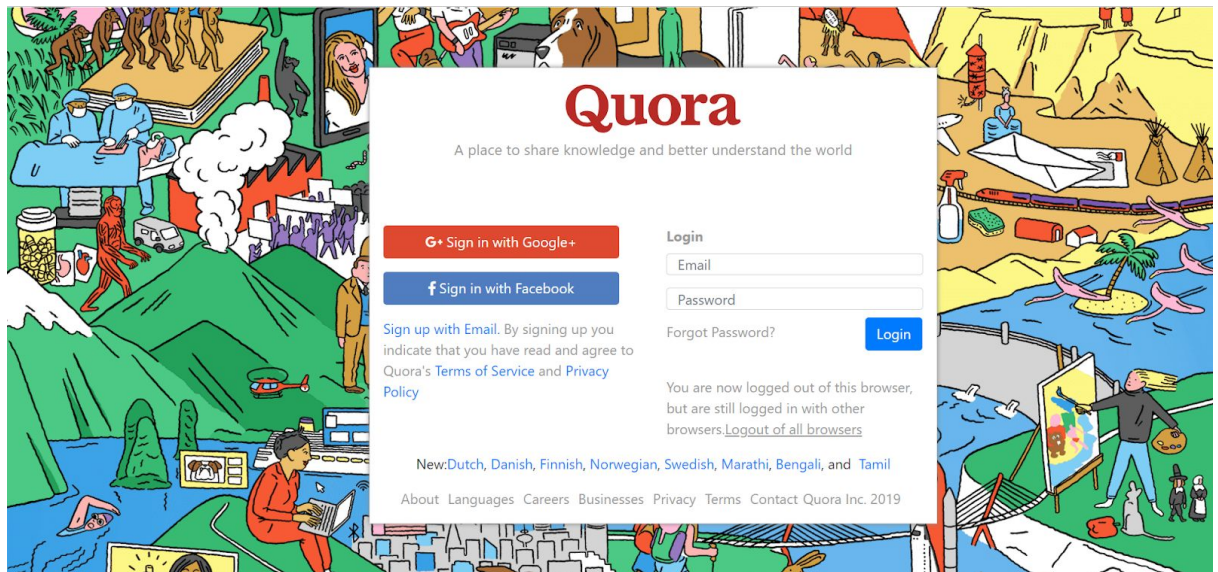 Quora
A place to share knowledge and better understand the world
G+ Sign in with Google+
f Sign in with Facebook
Sign up with Email. By signing up you
indicate that you have read and agree to
Quora's Terms of Service and Privacy
Policy
Login
Email
Password
Forgot Password?
Login
You are now logged out of this browser,
but are still logged in with other
browsers.Logout of all browsers
New:Dutch, Danish, Finnish, Norwegian, Swedish, Marathi, Bengali, and Tamil
About Languages Careers Businesses Privacy Terms Contact Quora Inc. 2019